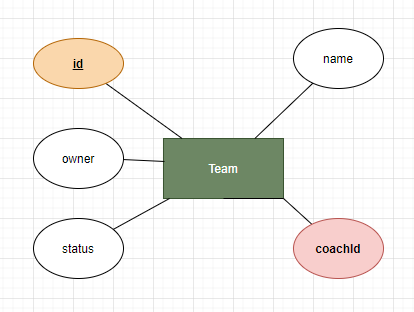 id
name
owner
Team
status
coachId